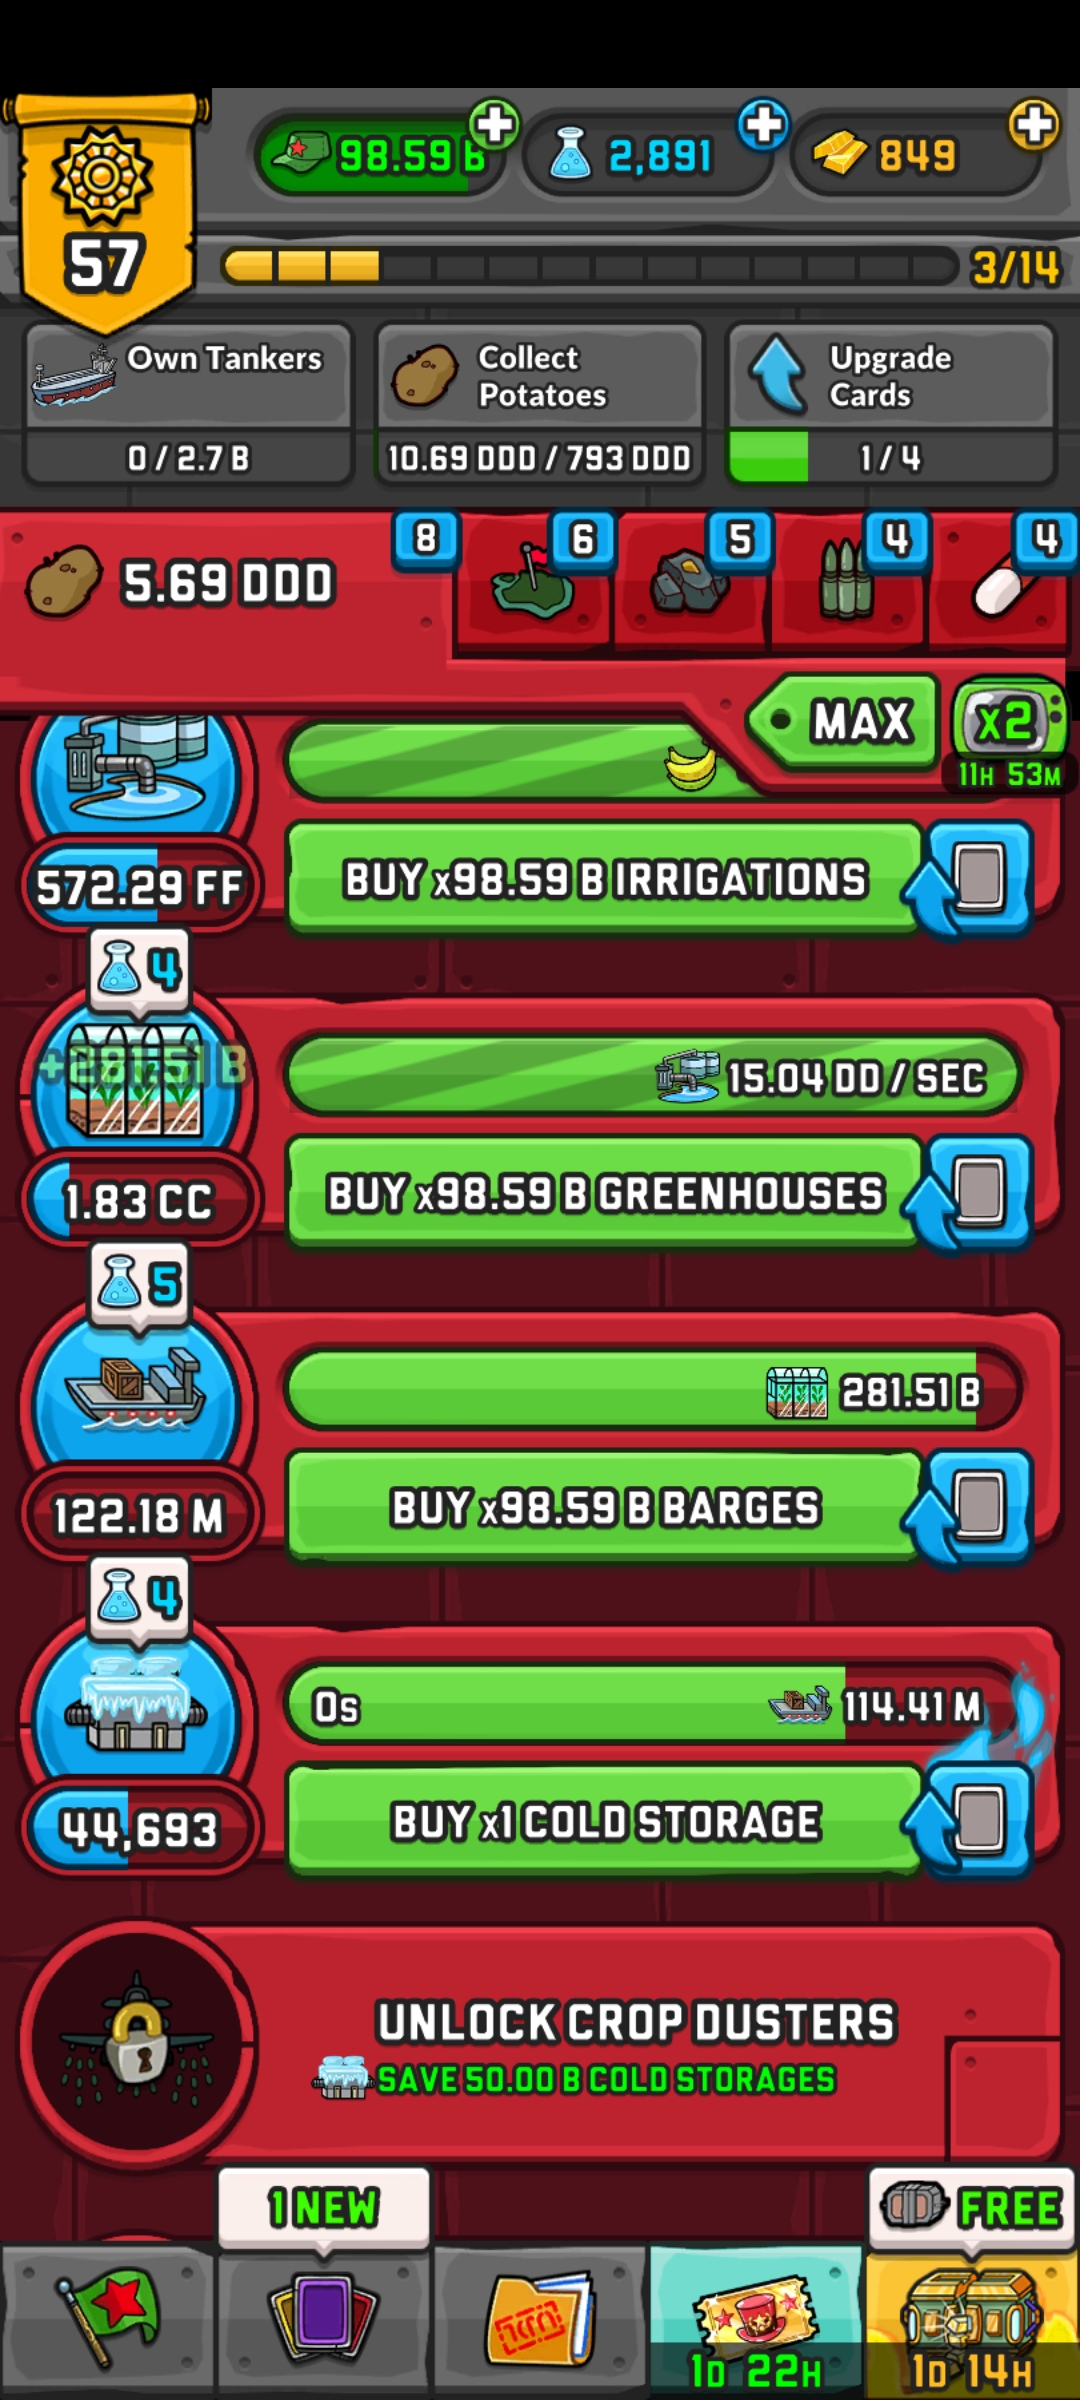 98.59 B
2,891
849
57
3/14
Own Tankers
0 / 2.7 B
Collect
Potatoes
10.69 DDD / 793 DDD
Upgrade
Cards
1 / 4
5.69 DDD
8
6
5
4
4
MAX
x2
11H 53M
572.29 FF
BUY x98.59 B IRRIGATIONS
4
+281.51 B
15.04 DD / SEC
1.83 CC
BUY x98.59 B GREENHOUSES
5
281.51 B
122.18 M
BUY x98.59 B BARGES
4
0s
114.41 M
44,693
BUY x1 COLD STORAGE
UNLOCK CROP DUSTERS
SAVE 50.00 B COLD STORAGES
1 NEW
FREE
1D 22H
1D 14H